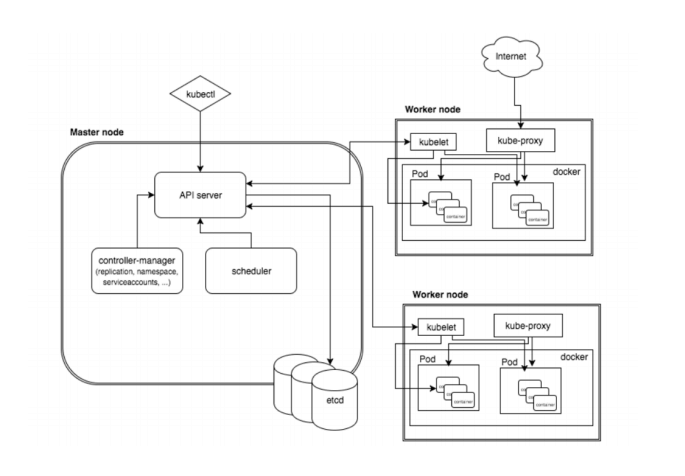 Internet
kubectl
Master node
Worker node
kubelet
kube-proxy
docker
Pod
Pod
container
container
API server
controller-manager
(replication, namespace,
serviceaccounts, ...)
scheduler
etcd
Worker node
kubelet
kube-proxy
docker
Pod
Pod
container
container